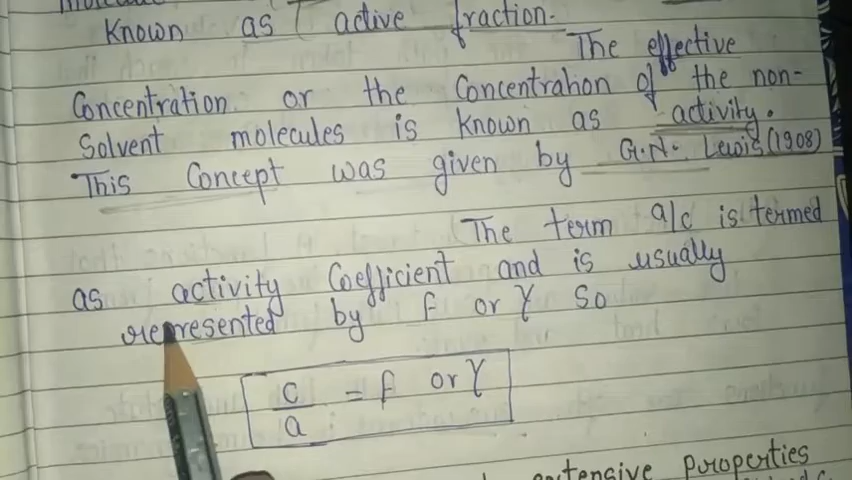 Known as active fraction.
The effective
Concentration or the Concentration of the non-
Solvent molecules is known as activity.
This Concept was given by G.N. Lewis (1908)
The term a/c is termed
as activity Coefficient and is usually
represented by f or γ So
c/a = f or γ
extensive properties